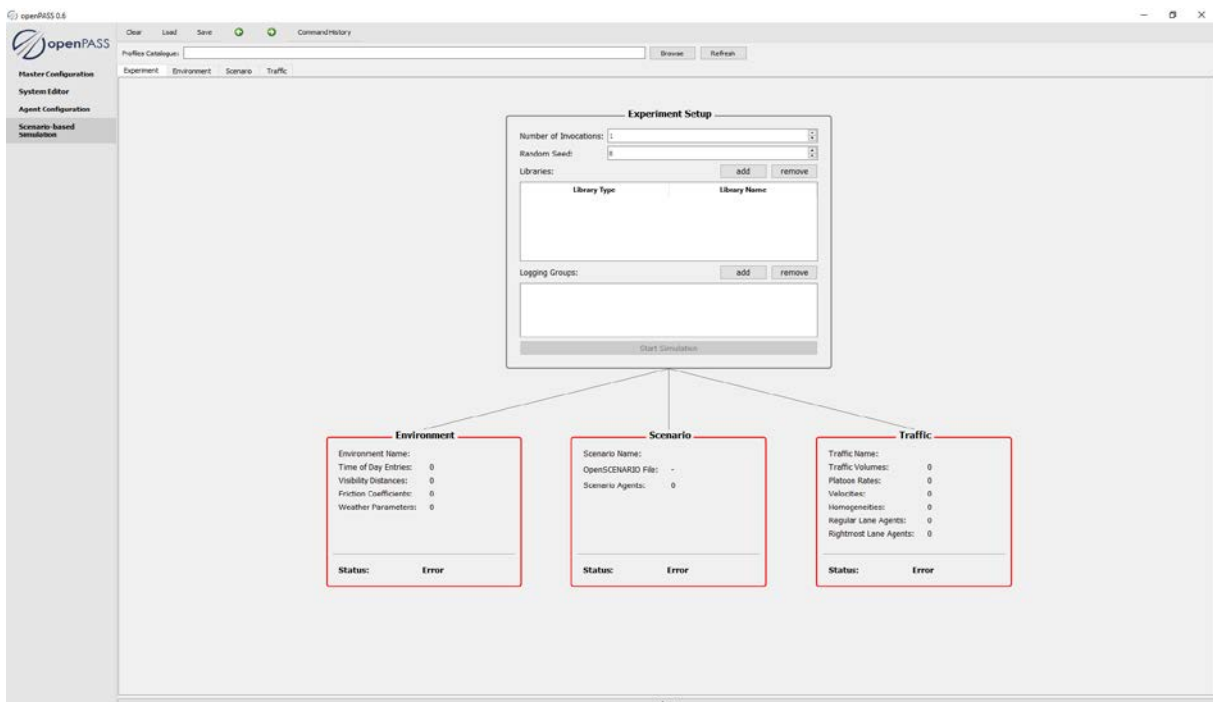 openPASS 0.6
openPASS
Clear Load Save Command History
Profiles Catalogue: Browse Refresh
Master Configuration
System Editor
Agent Configuration
Scenario-based
Simulation
Experiment Environment Scenario Traffic
Experiment Setup
Number of Invocations: 1
Random Seed:
Libraries: add remove
Library Type Library Name
Logging Groups: add remove
Start Simulation
Environment
Environment Name:
Time of Day Entries: 0
Visibility Distances: 0
Friction Coefficients: 0
Weather Parameters: 0
Status: Error
Scenario
Scenario Name:
OpenSCENARIO File: -
Scenario Agents: 0
Status: Error
Traffic
Traffic Name:
Traffic Volumes: 0
Platoon Rates: 0
Velocities: 0
Homogeneities: 0
Regular Lane Agents: 0
Rightmost Lane Agents: 0
Status: Error